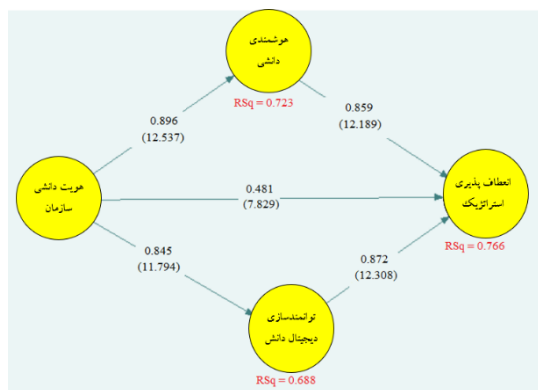 هوشمندی
دانشی
RSq = 0.723
0.896
(12.537)
0.859
(12.189)
هویت دانشی
سازمان
0.481
(7.829)
انعطاف پذیری
استراتژیک
RSq = 0.766
0.845
(11.794)
0.872
(12.308)
توانمندسازی
دیجیتال دانش
RSq = 0.688